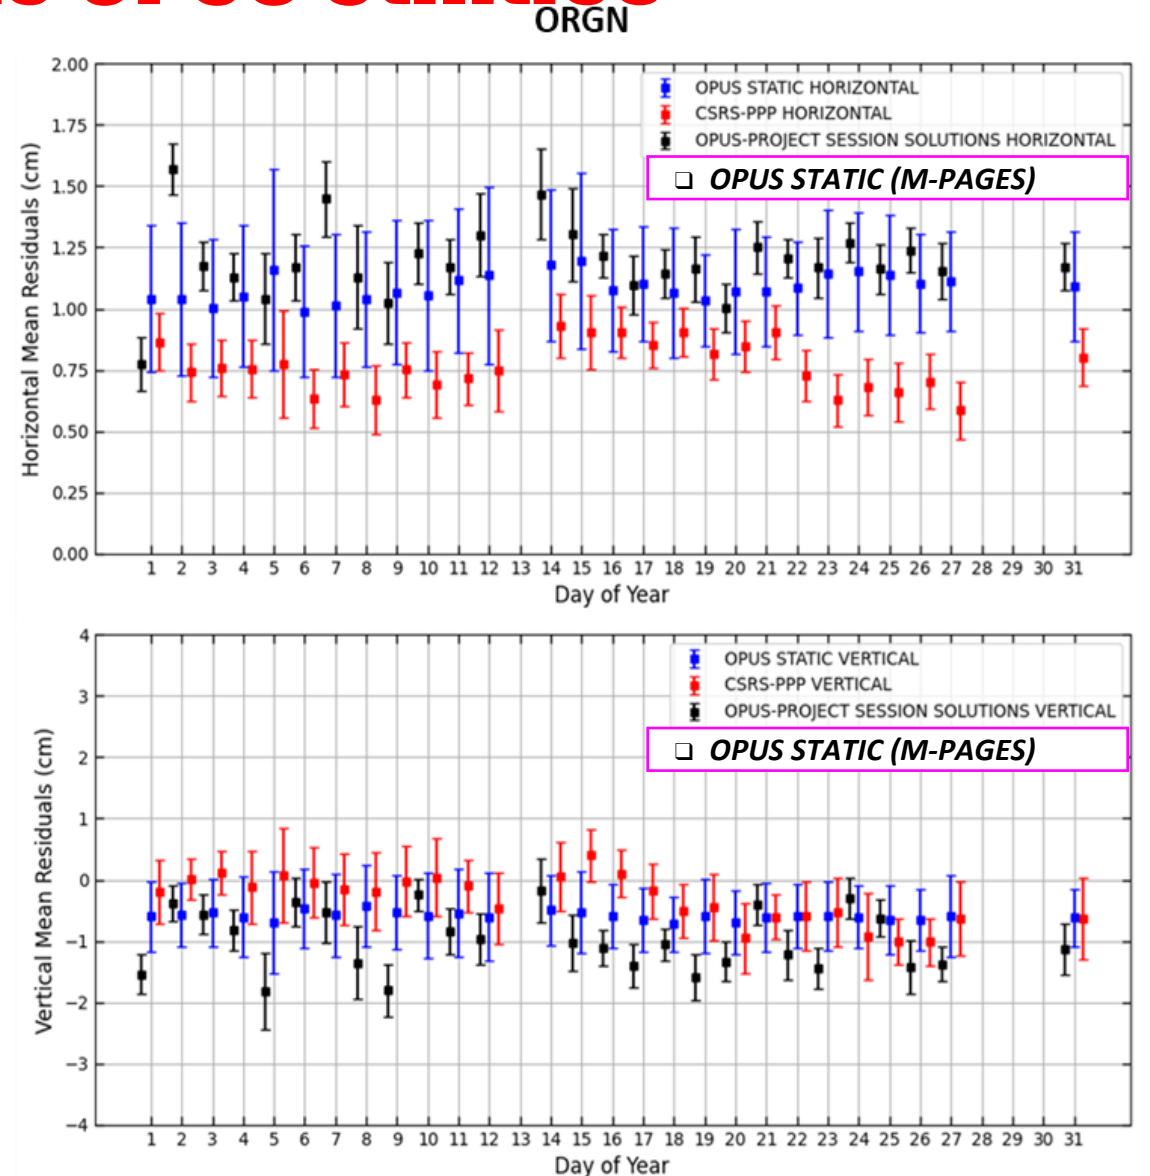 ORGN
2.00
1.75
1.50
1.25
1.00
0.75
0.50
0.25
0.00
Horizontal Mean Residuals (cm)
OPUS STATIC HORIZONTAL
CSRS-PPP HORIZONTAL
OPUS-PROJECT SESSION SOLUTIONS HORIZONTAL
❑ OPUS STATIC (M-PAGES)
1 2 3 4 5 6 7 8 9 10 11 12 13 14 15 16 17 18 19 20 21 22 23 24 25 26 27 28 29 30 31
Day of Year
4
3
2
1
0
−1
−2
−3
−4
Vertical Mean Residuals (cm)
OPUS STATIC VERTICAL
CSRS-PPP VERTICAL
OPUS-PROJECT SESSION SOLUTIONS VERTICAL
❑ OPUS STATIC (M-PAGES)
1 2 3 4 5 6 7 8 9 10 11 12 13 14 15 16 17 18 19 20 21 22 23 24 25 26 27 28 29 30 31
Day of Year